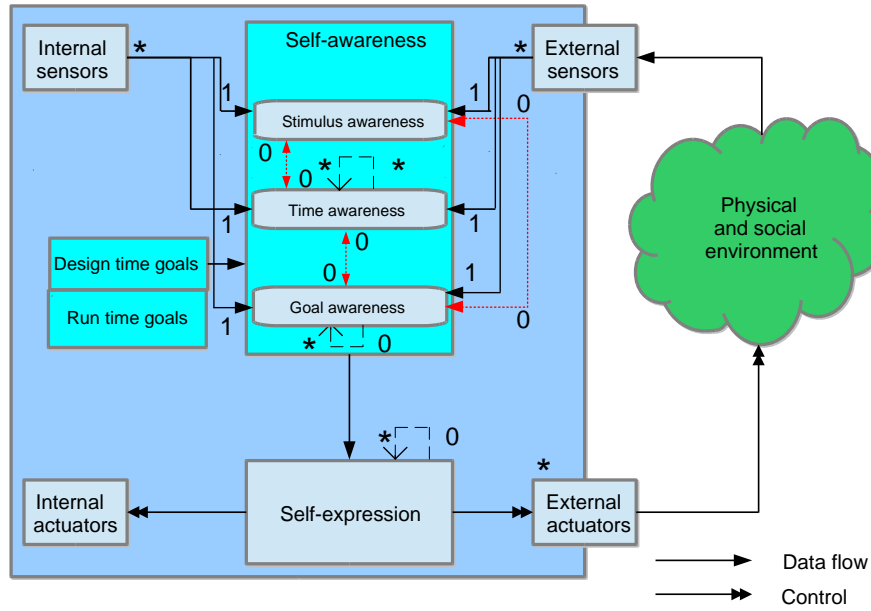 Internal
sensors
*
Self-awareness
*
External
sensors
1
1
0
Stimulus awareness
0
0
*
*
Time awareness
1
1
0
0
Physical
and social
environment
Design time goals
Run time goals
1
Goal awareness
1
0
*
0
*
0
Internal
actuators
Self-expression
*
External
actuators
Data flow
Control